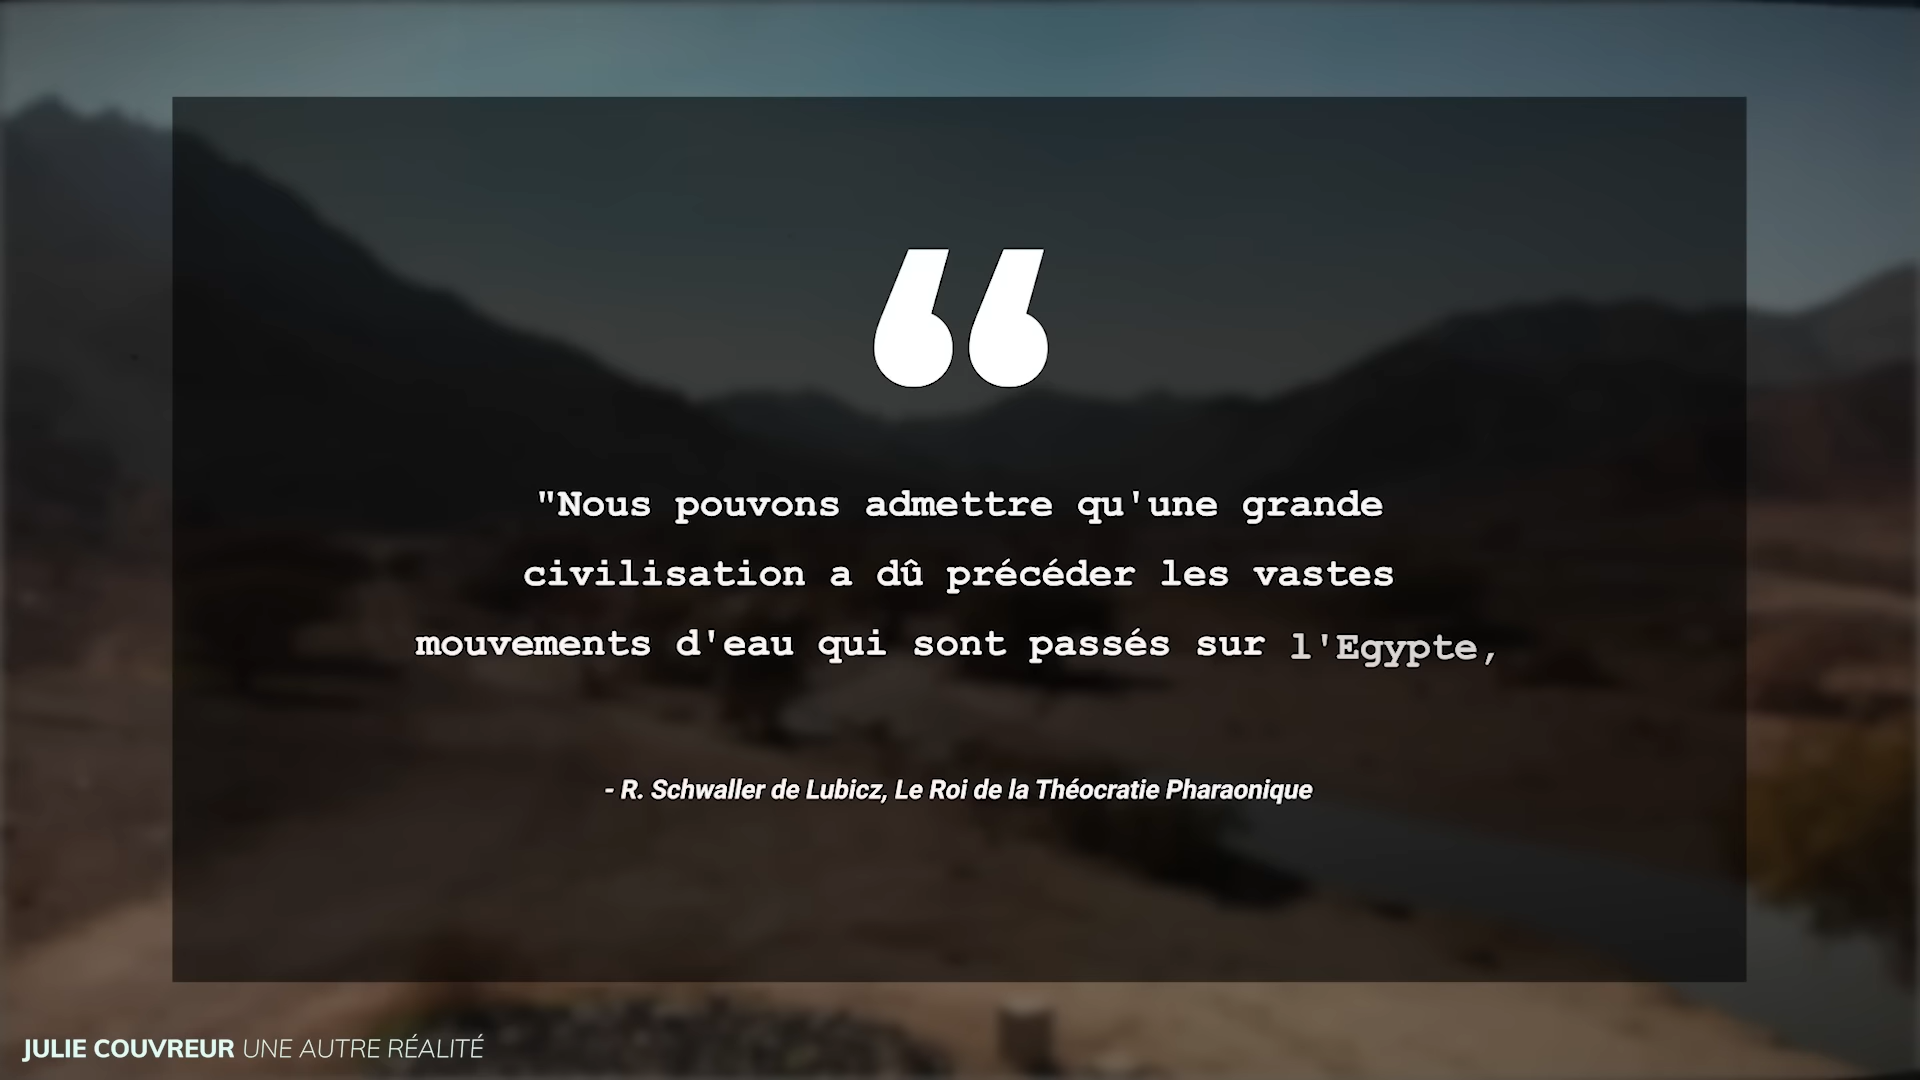 "Nous pouvons admettre qu'une grande
civilisation a dû précéder les vastes
mouvements d'eau qui sont passés sur l'Egypte,
- R. Schwaller de Lubicz, Le Roi de la Théocratie Pharaonique
JULIE COUVREUR UNE AUTRE RÉALITÉ